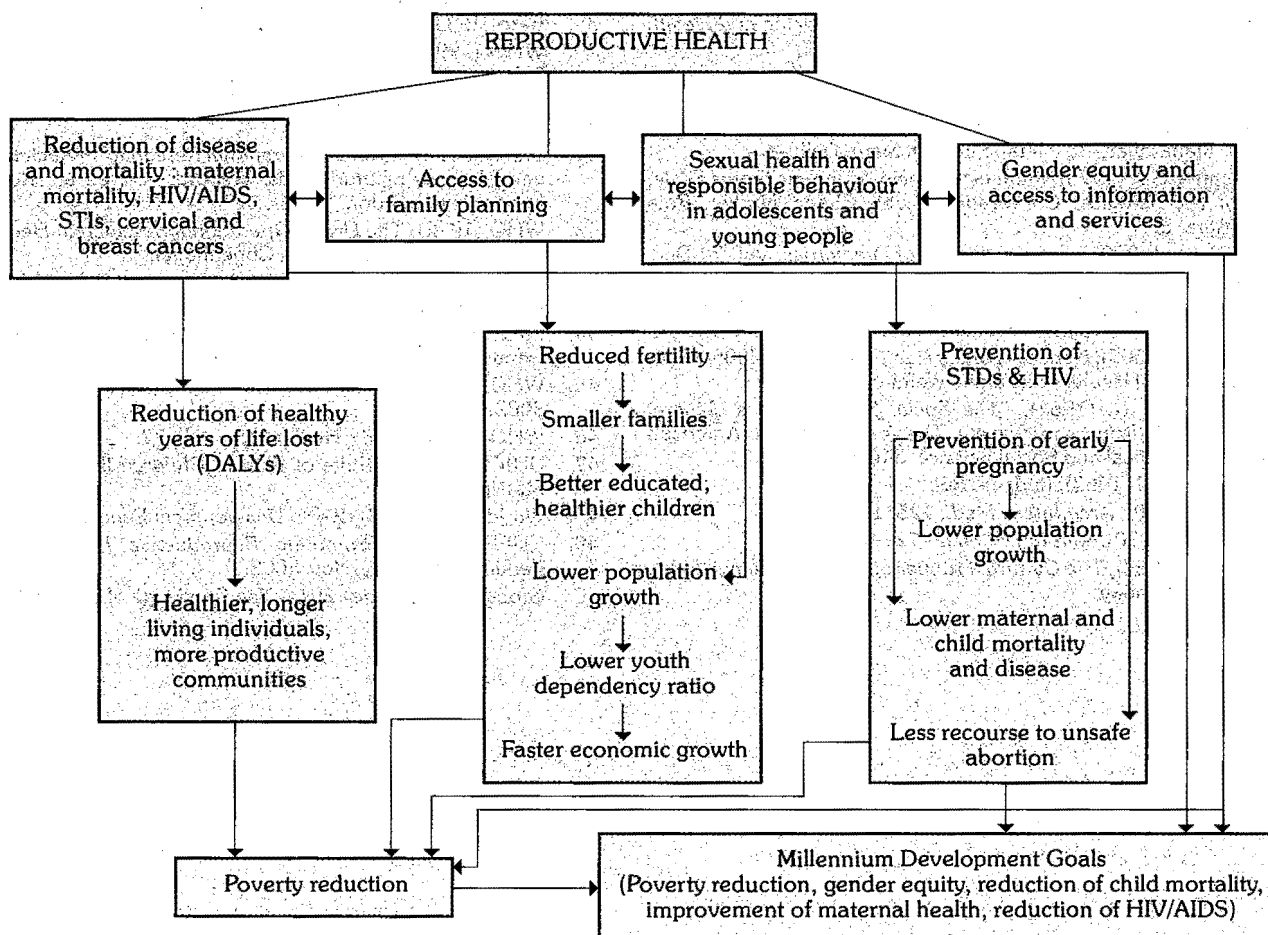 REPRODUCTIVE HEALTH
Reduction of disease
and mortality : maternal
mortality, HIV/AIDS,
STIs, cervical and
breast cancers
Access to
family planning
Sexual health and
responsible behaviour
in adolescents and
young people
Gender equity and
access to information
and services
Reduction of healthy
years of life lost
(DALYs)
Healthier, longer
living individuals,
more productive
communities
Reduced fertility
Smaller families
Better educated,
healthier children
Lower population
growth
Lower youth
dependency ratio
Faster economic growth
Prevention of
STDs & HIV
Prevention of early
pregnancy
Lower population
growth
Lower maternal and
child mortality
and disease
Less recourse to unsafe
abortion
Poverty reduction
Millennium Development Goals
(Poverty reduction, gender equity, reduction of child mortality,
improvement of maternal health, reduction of HIV/AIDS)